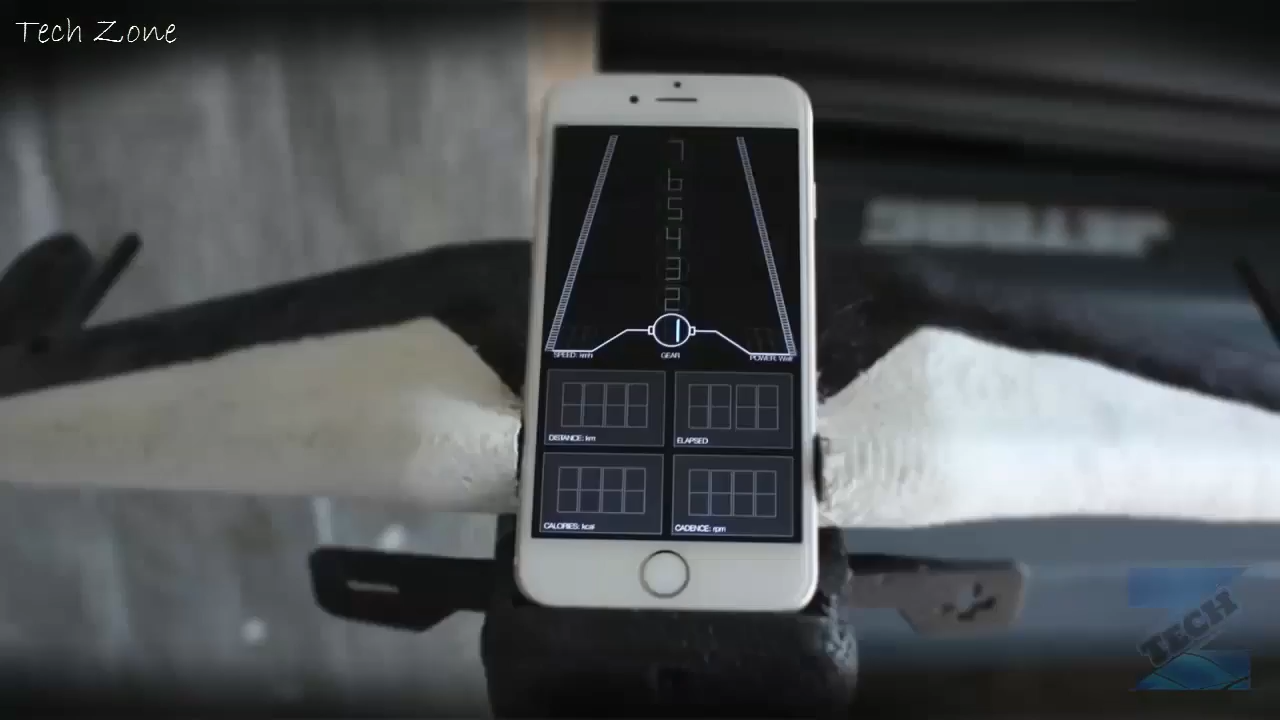 Tech Zone
7
6
5
4
3
2
1
SPEED: km/h
GEAR
POWER: Watt
DISTANCE: km
ELAPSED
CALORIES: kcal
CADENCE: rpm
TECH